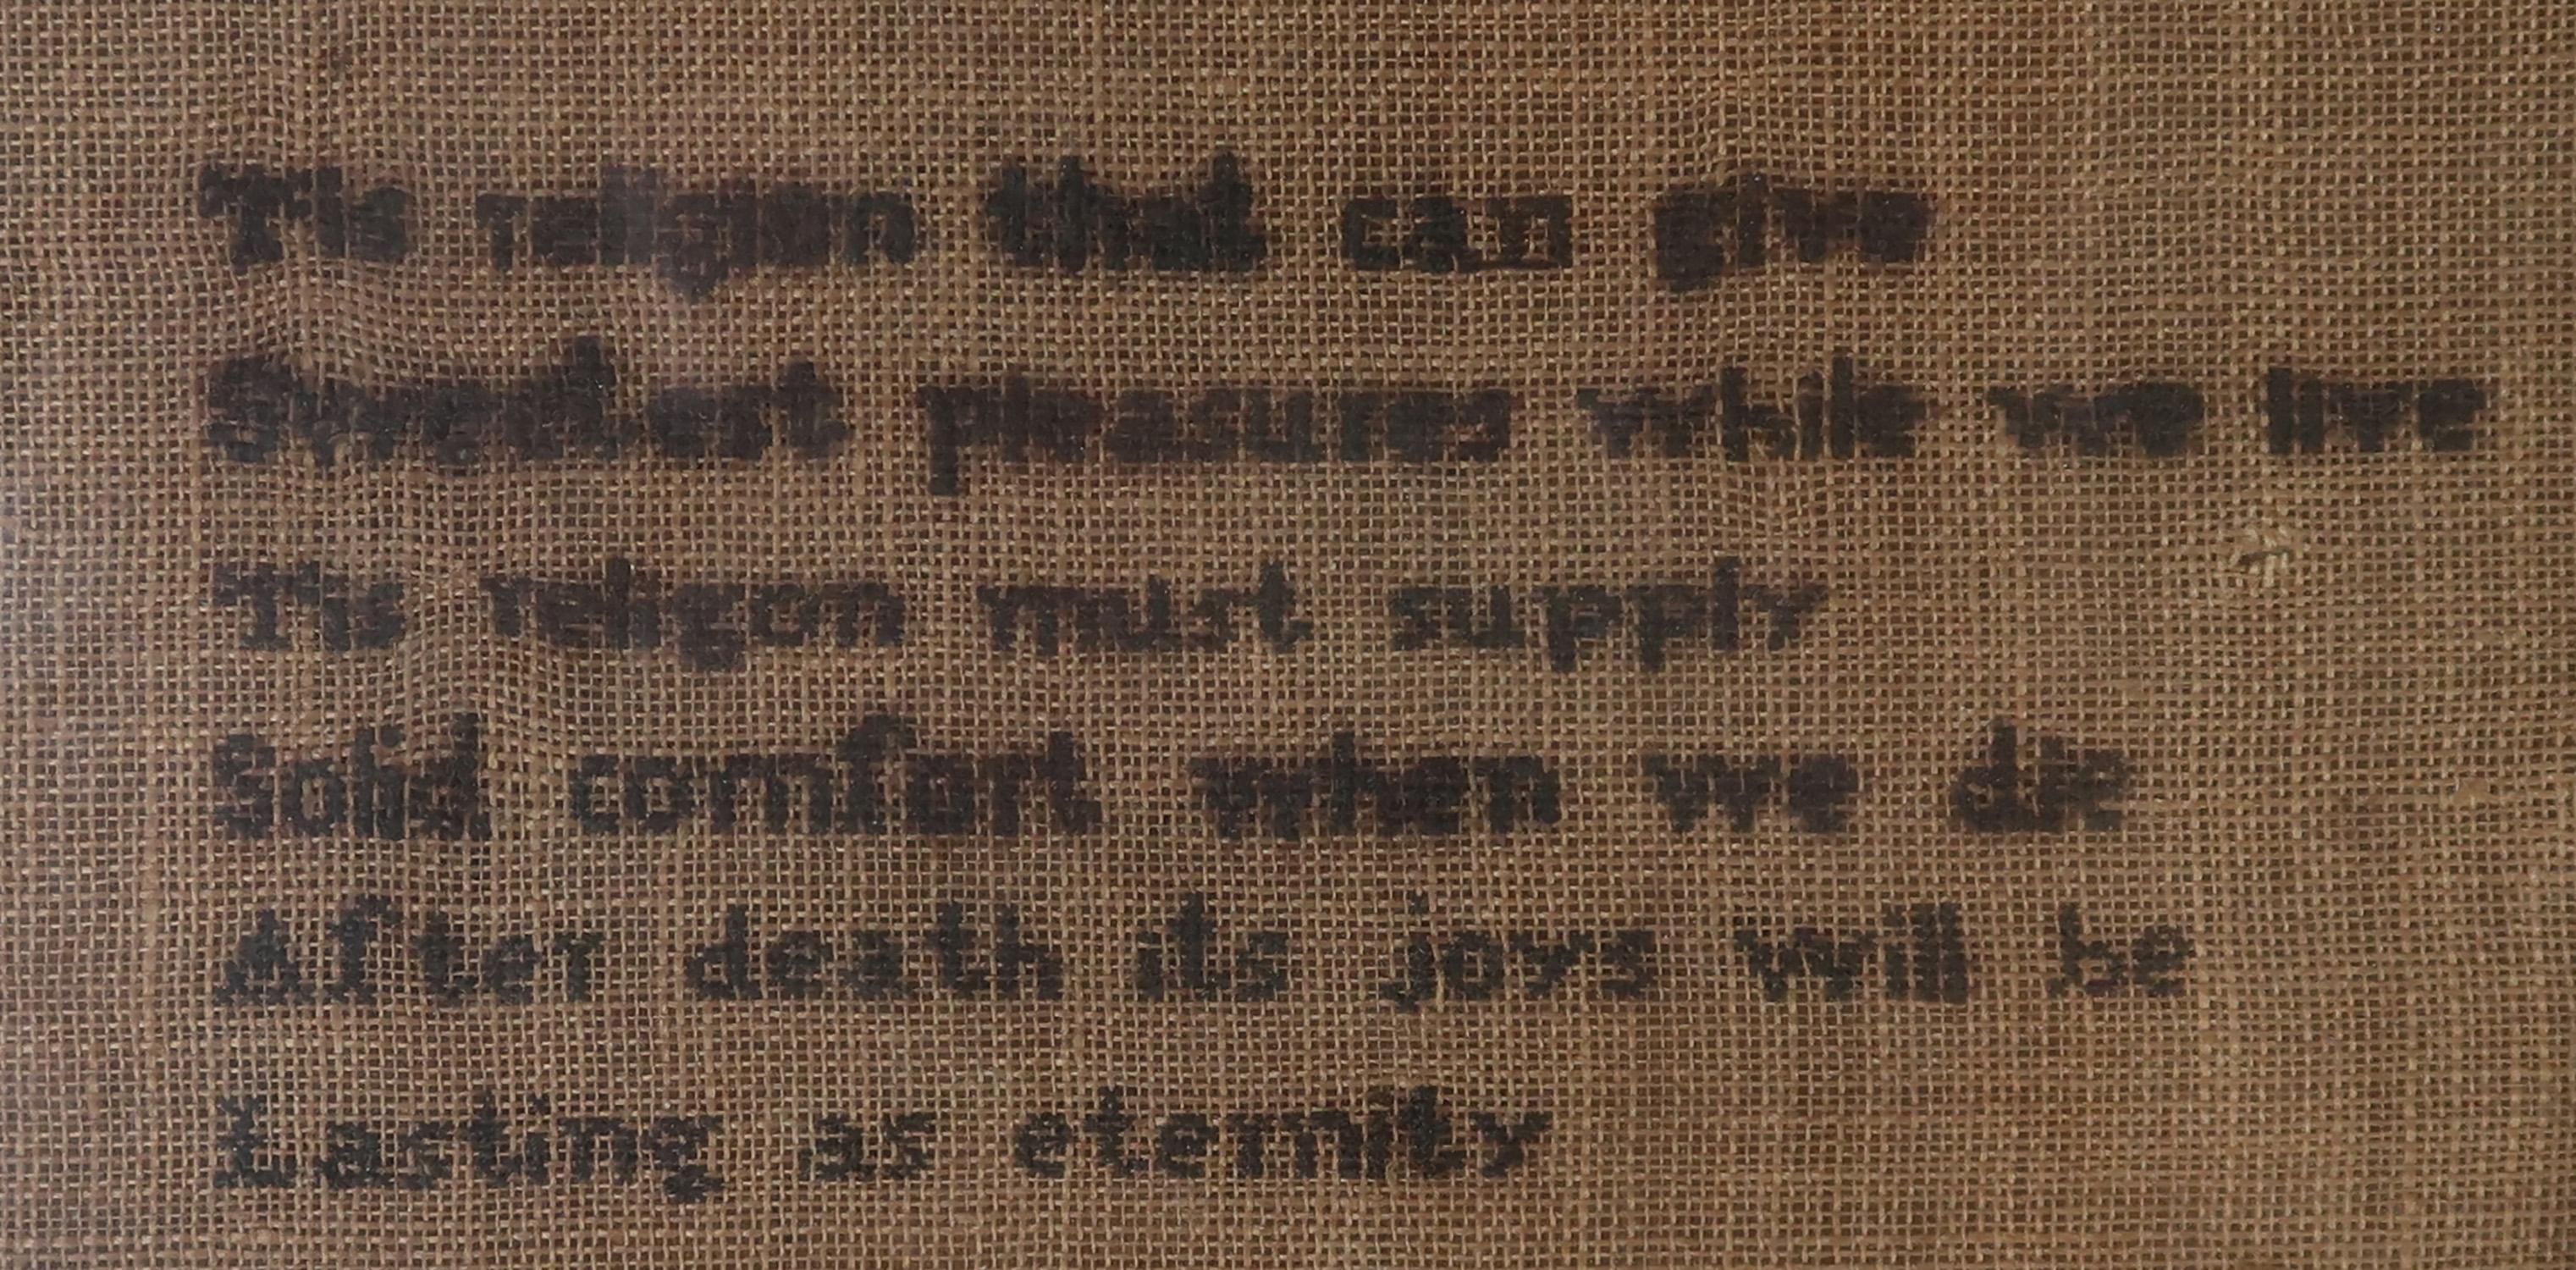 Tis religion that can give
Sweetest pleasures while we live
Tis religion must supply
Solid comfort when we die
After death its joys will be
Lasting as eternity